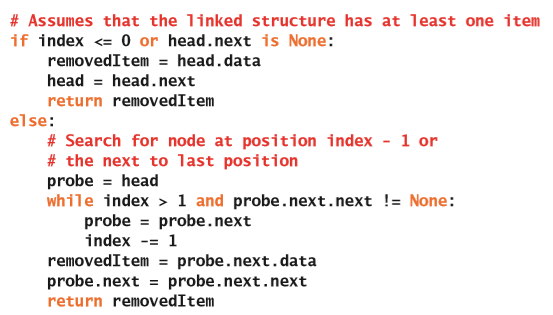 # Assumes that the linked structure has at least one item
if index <= 0 or head.next is None:
    removedItem = head.data
    head = head.next
    return removedItem
else:
    # Search for node at position index - 1 or
    # the next to last position
    probe = head
    while index > 1 and probe.next.next != None:
        probe = probe.next
        index -= 1
    removedItem = probe.next.data
    probe.next = probe.next.next
    return removedItem